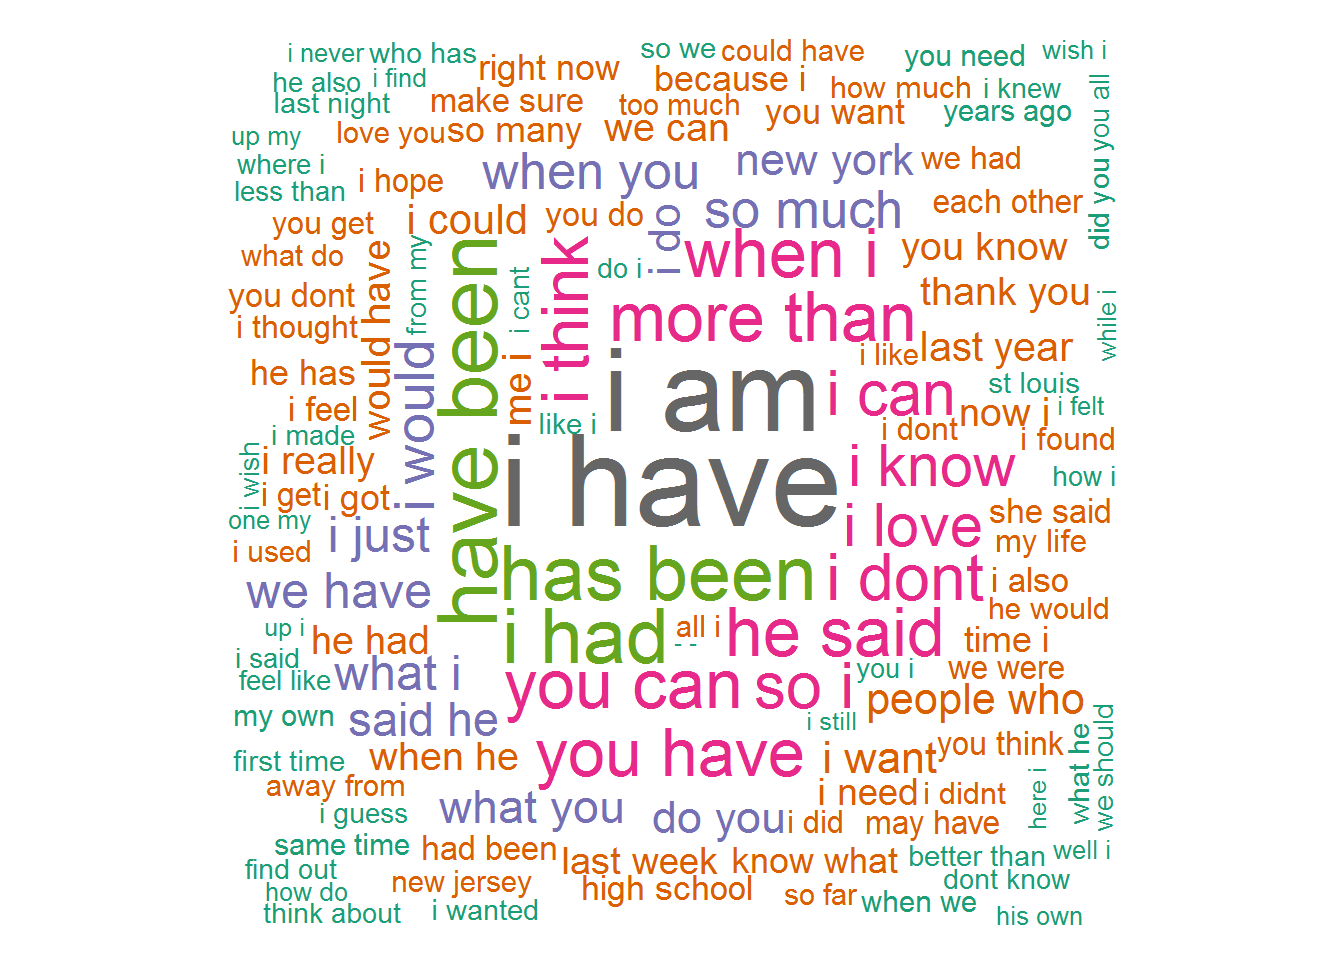 i never
who has
so we
could have
you need
wish i
he also
i find
right now
because i
how much
i knew
last night
make sure
too much
you want
years ago
you all
up my
love you
so many
we can
where i
when you
new york
we had
less than
i hope
did you
you get
i could
you do
i do
so much
each other
what do
would have
from my
have been
i think
do i
when i
you know
you dont
i cant
more than
thank you
while i
i thought
i like
last year
he has
i would
me i
i am
i can
st louis
i feel
like i
i dont
now i
i felt
i made
i found
i wish
i really
i have
i know
how i
i get
i got
one my
i just
i love
she said
my life
i used
we have
has been
i dont
i also
he would
up i
he had
i had
all i
- -
he said
time i
i said
what i
you i
we were
feel like
you can
so i
people who
my own
said he
i still
what he
we should
first time
when he
you have
i want
you think
away from
i need
i didnt
here i
i guess
what you
do you
i did
may have
same time
had been
last week
know what
better than
well i
find out
how do
new jersey
high school
so far
when we
dont know
think about
i wanted
his own